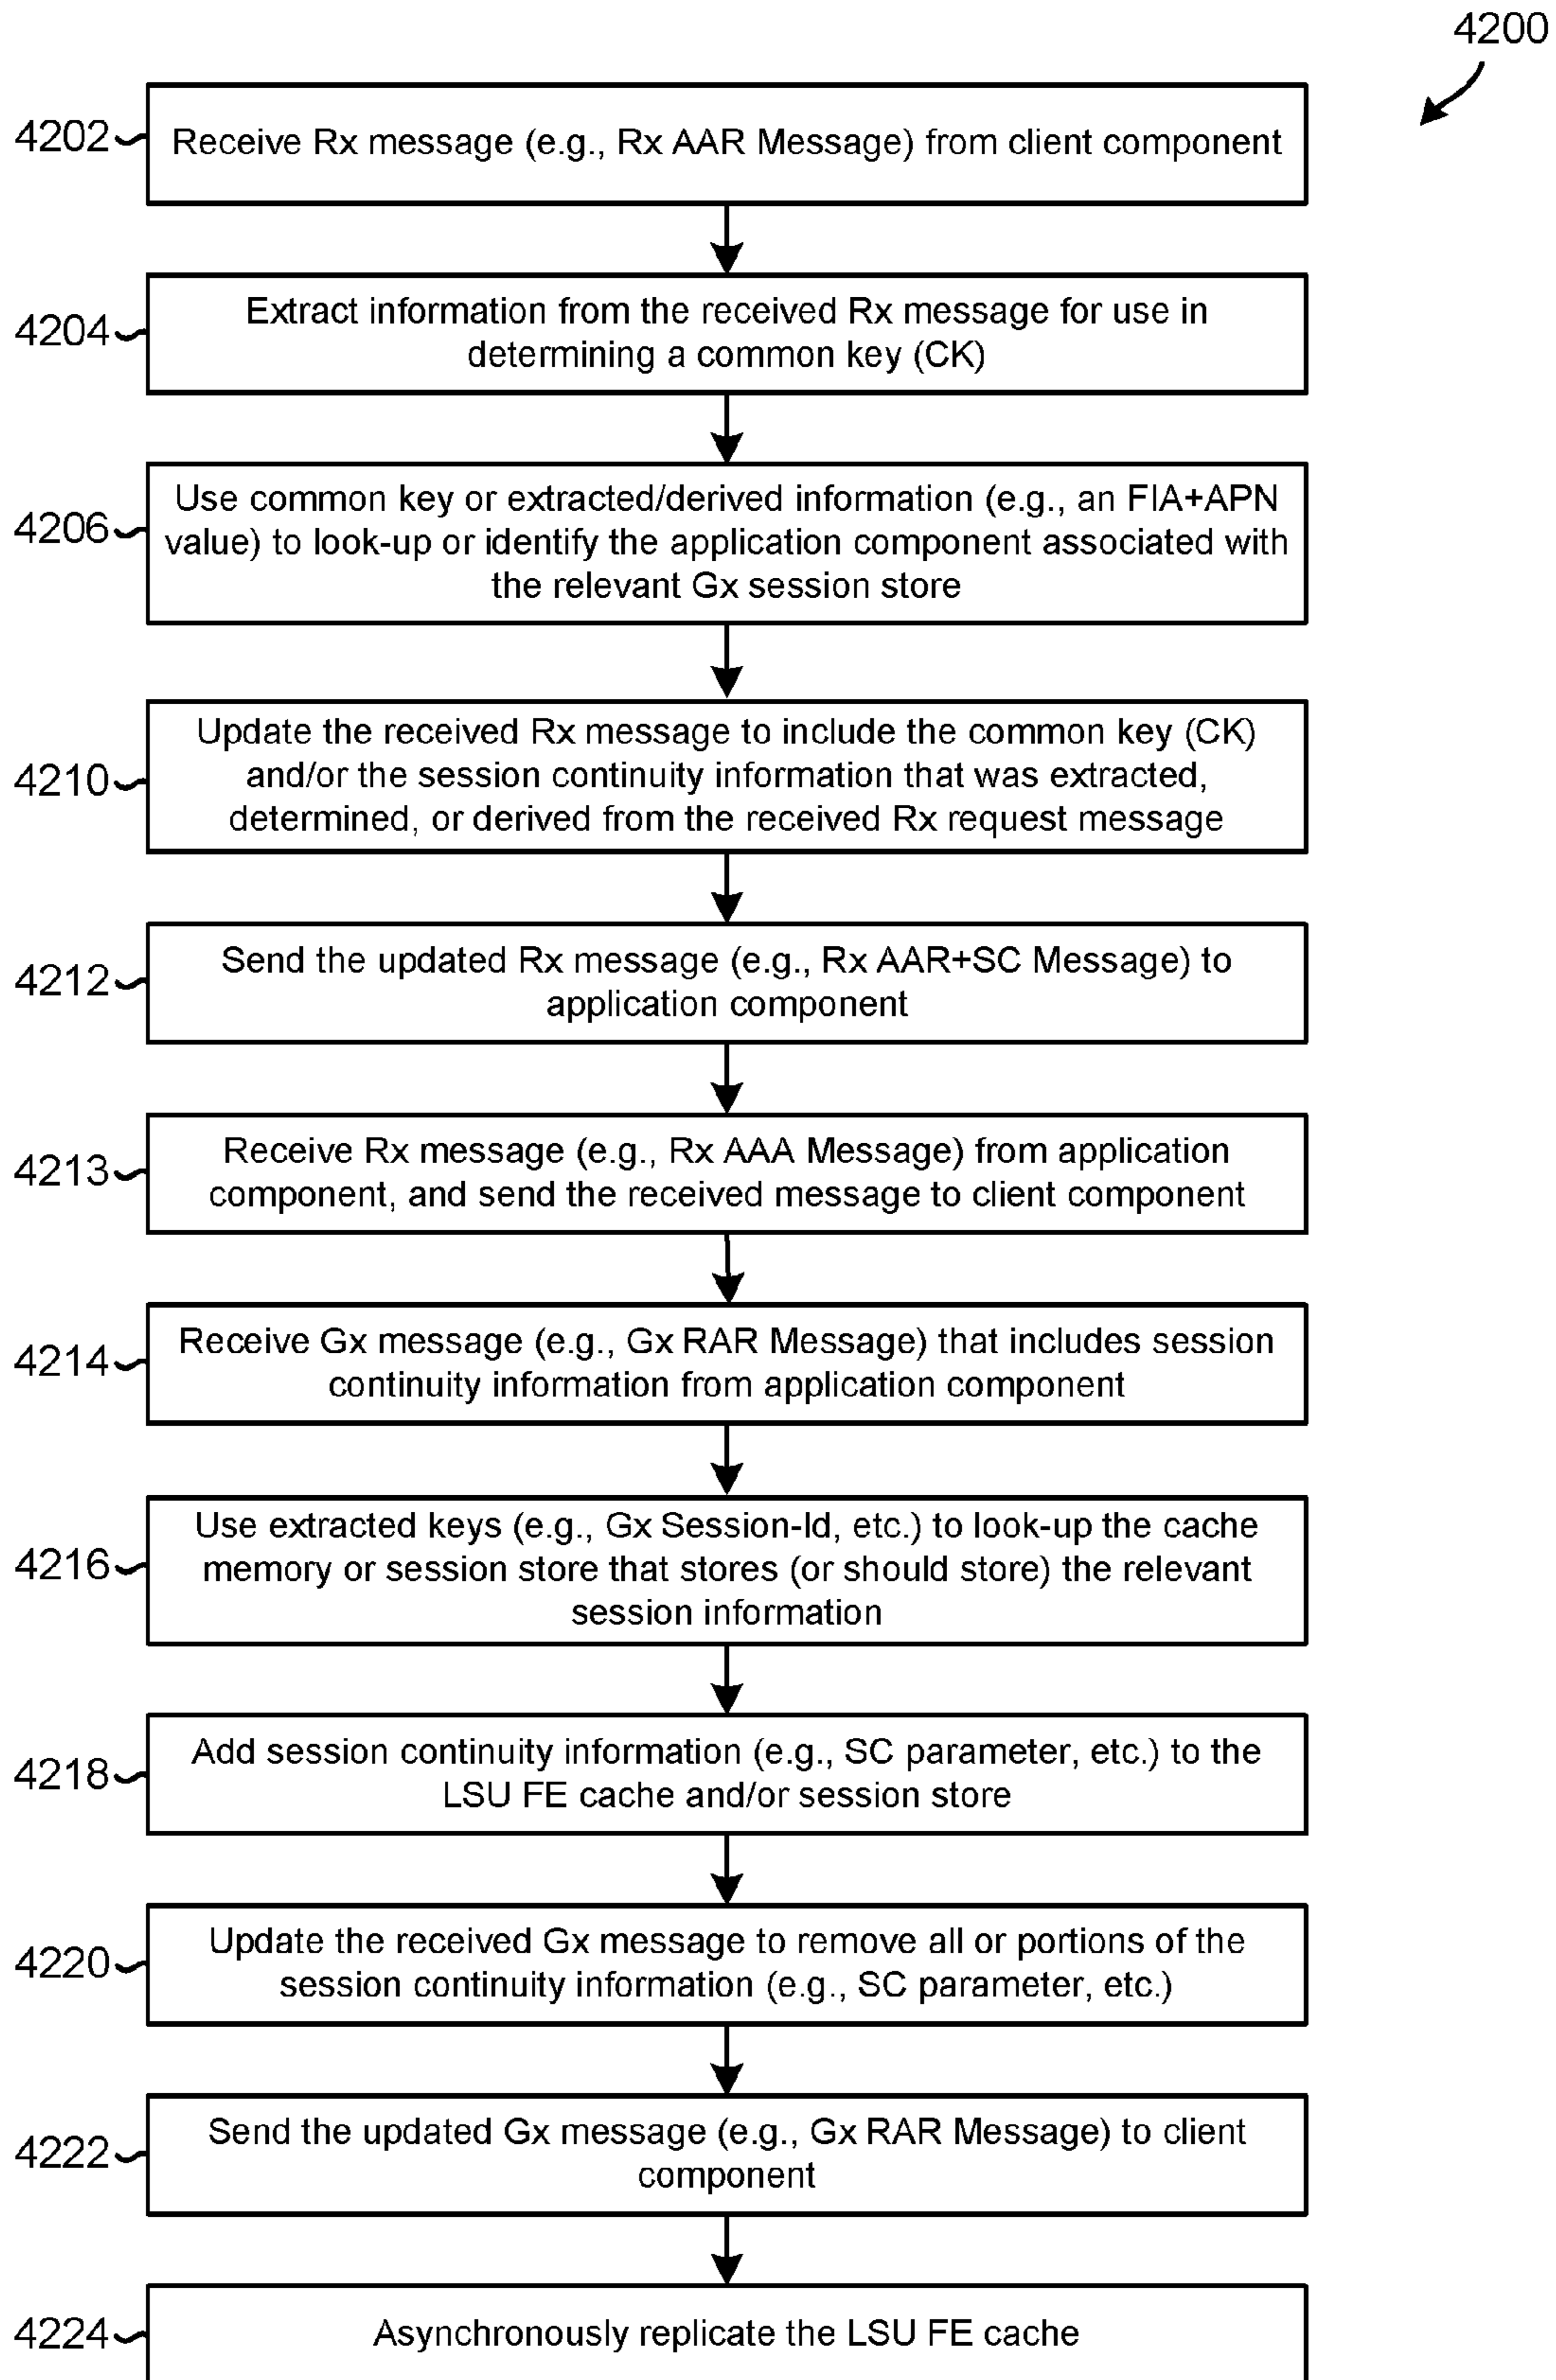 4200
4202
Receive Rx message (e.g., Rx AAR Message) from client component
4204
Extract information from the received Rx message for use in
determining a common key (CK)
4206
Use common key or extracted/derived information (e.g., an FIA+APN
value) to look-up or identify the application component associated with
the relevant Gx session store
4210
Update the received Rx message to include the common key (CK)
and/or the session continuity information that was extracted,
determined, or derived from the received Rx request message
4212
Send the updated Rx message (e.g., Rx AAR+SC Message) to
application component
4213
Receive Rx message (e.g., Rx AAA Message) from application
component, and send the received message to client component
4214
Receive Gx message (e.g., Gx RAR Message) that includes session
continuity information from application component
4216
Use extracted keys (e.g., Gx Session-Id, etc.) to look-up the cache
memory or session store that stores (or should store) the relevant
session information
4218
Add session continuity information (e.g., SC parameter, etc.) to the
LSU FE cache and/or session store
4220
Update the received Gx message to remove all or portions of the
session continuity information (e.g., SC parameter, etc.)
4222
Send the updated Gx message (e.g., Gx RAR Message) to client
component
4224
Asynchronously replicate the LSU FE cache